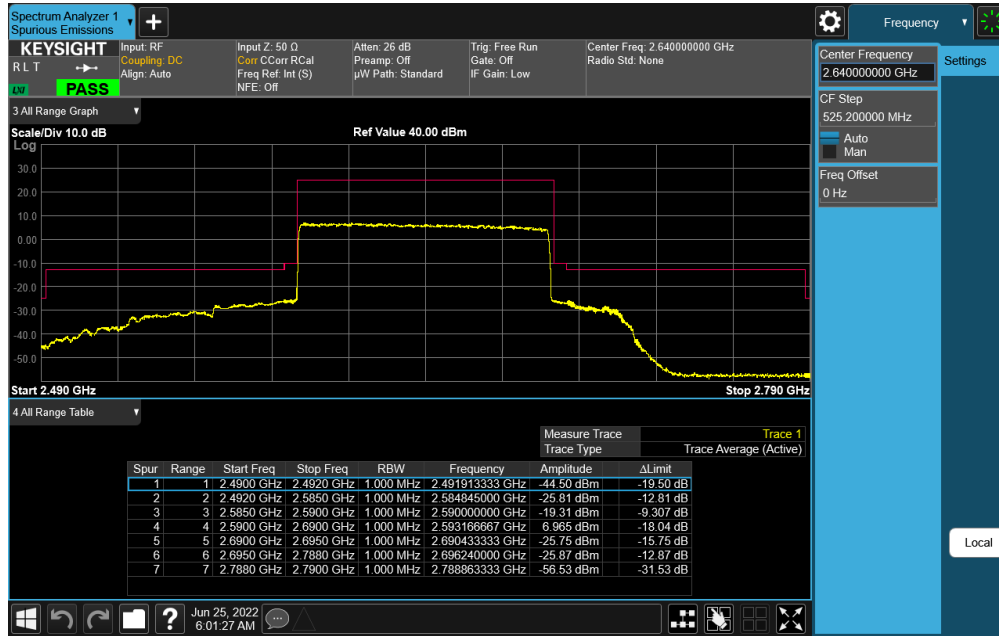 Spectrum Analyzer 1
Spurious Emissions
+
Frequency
KEYSIGHT
R L T
LXI
PASS
Input: RF
Coupling: DC
Align: Auto
Input Z: 50 Ω
Corr CCorr RCal
Freq Ref: Int (S)
NFE: Off
Atten: 26 dB
Preamp: Off
µW Path: Standard
Trig: Free Run
Gate: Off
IF Gain: Low
Center Freq: 2.640000000 GHz
Radio Std: None
Center Frequency
2.640000000 GHz
Settings
CF Step
525.200000 MHz
Auto
Man
Freq Offset
0 Hz
3 All Range Graph
Scale/Div 10.0 dB
Ref Value 40.00 dBm
Log
30.0
20.0
10.0
0.00
-10.0
-20.0
-30.0
-40.0
-50.0
Start 2.490 GHz
Stop 2.790 GHz
4 All Range Table
Measure Trace Trace 1
Trace Type Trace Average (Active)
Spur Range Start Freq Stop Freq RBW Frequency Amplitude ΔLimit
1 1 2.4900 GHz 2.4920 GHz 1.000 MHz 2.491913333 GHz -44.50 dBm -19.50 dB
2 2 2.4920 GHz 2.5850 GHz 1.000 MHz 2.584845000 GHz -25.81 dBm -12.81 dB
3 3 2.5850 GHz 2.5900 GHz 1.000 MHz 2.590000000 GHz -19.31 dBm -9.307 dB
4 4 2.5900 GHz 2.6900 GHz 1.000 MHz 2.593166667 GHz 6.965 dBm -18.04 dB
5 5 2.6900 GHz 2.6950 GHz 1.000 MHz 2.690433333 GHz -25.75 dBm -15.75 dB
6 6 2.6950 GHz 2.7880 GHz 1.000 MHz 2.696240000 GHz -25.87 dBm -12.87 dB
7 7 2.7880 GHz 2.7900 GHz 1.000 MHz 2.788863333 GHz -56.53 dBm -31.53 dB
Local
?
Jun 25, 2022
6:01:27 AM